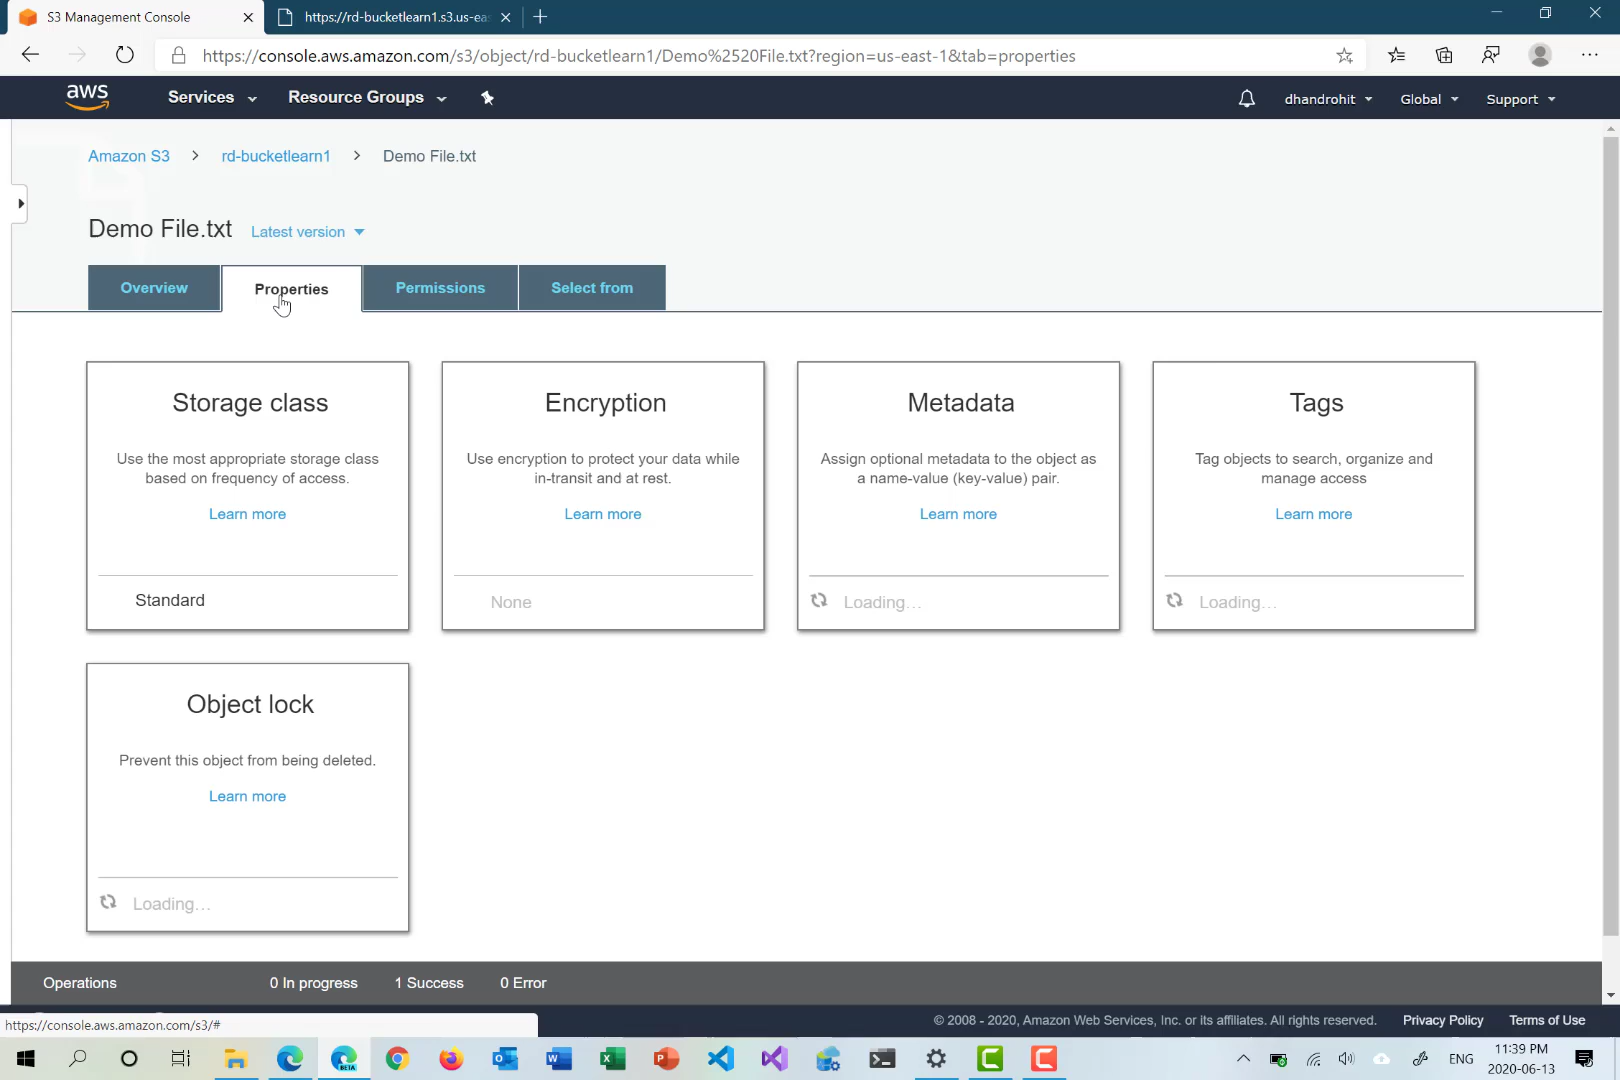 S3 Management Console
https://rd-bucketlearn1.s3.us-eas
https://console.aws.amazon.com/s3/object/rd-bucketlearn1/Demo%2520File.txt?region=us-east-1&tab=properties
aws Services Resource Groups dhandrohit Global Support
Amazon S3 > rd-bucketlearn1 > Demo File.txt
Demo File.txt Latest version
Overview Properties Permissions Select from
Storage class
Use the most appropriate storage class
based on frequency of access.
Learn more
Standard
Encryption
Use encryption to protect your data while
in-transit and at rest.
Learn more
None
Metadata
Assign optional metadata to the object as
a name-value (key-value) pair.
Learn more
Loading...
Tags
Tag objects to search, organize and
manage access
Learn more
Loading...
Object lock
Prevent this object from being deleted.
Learn more
Loading...
Operations 0 In progress 1 Success 0 Error
https://console.aws.amazon.com/s3/#
© 2008 - 2020, Amazon Web Services, Inc. or its affiliates. All rights reserved. Privacy Policy Terms of Use
BETA
ENG
11:39 PM
2020-06-13